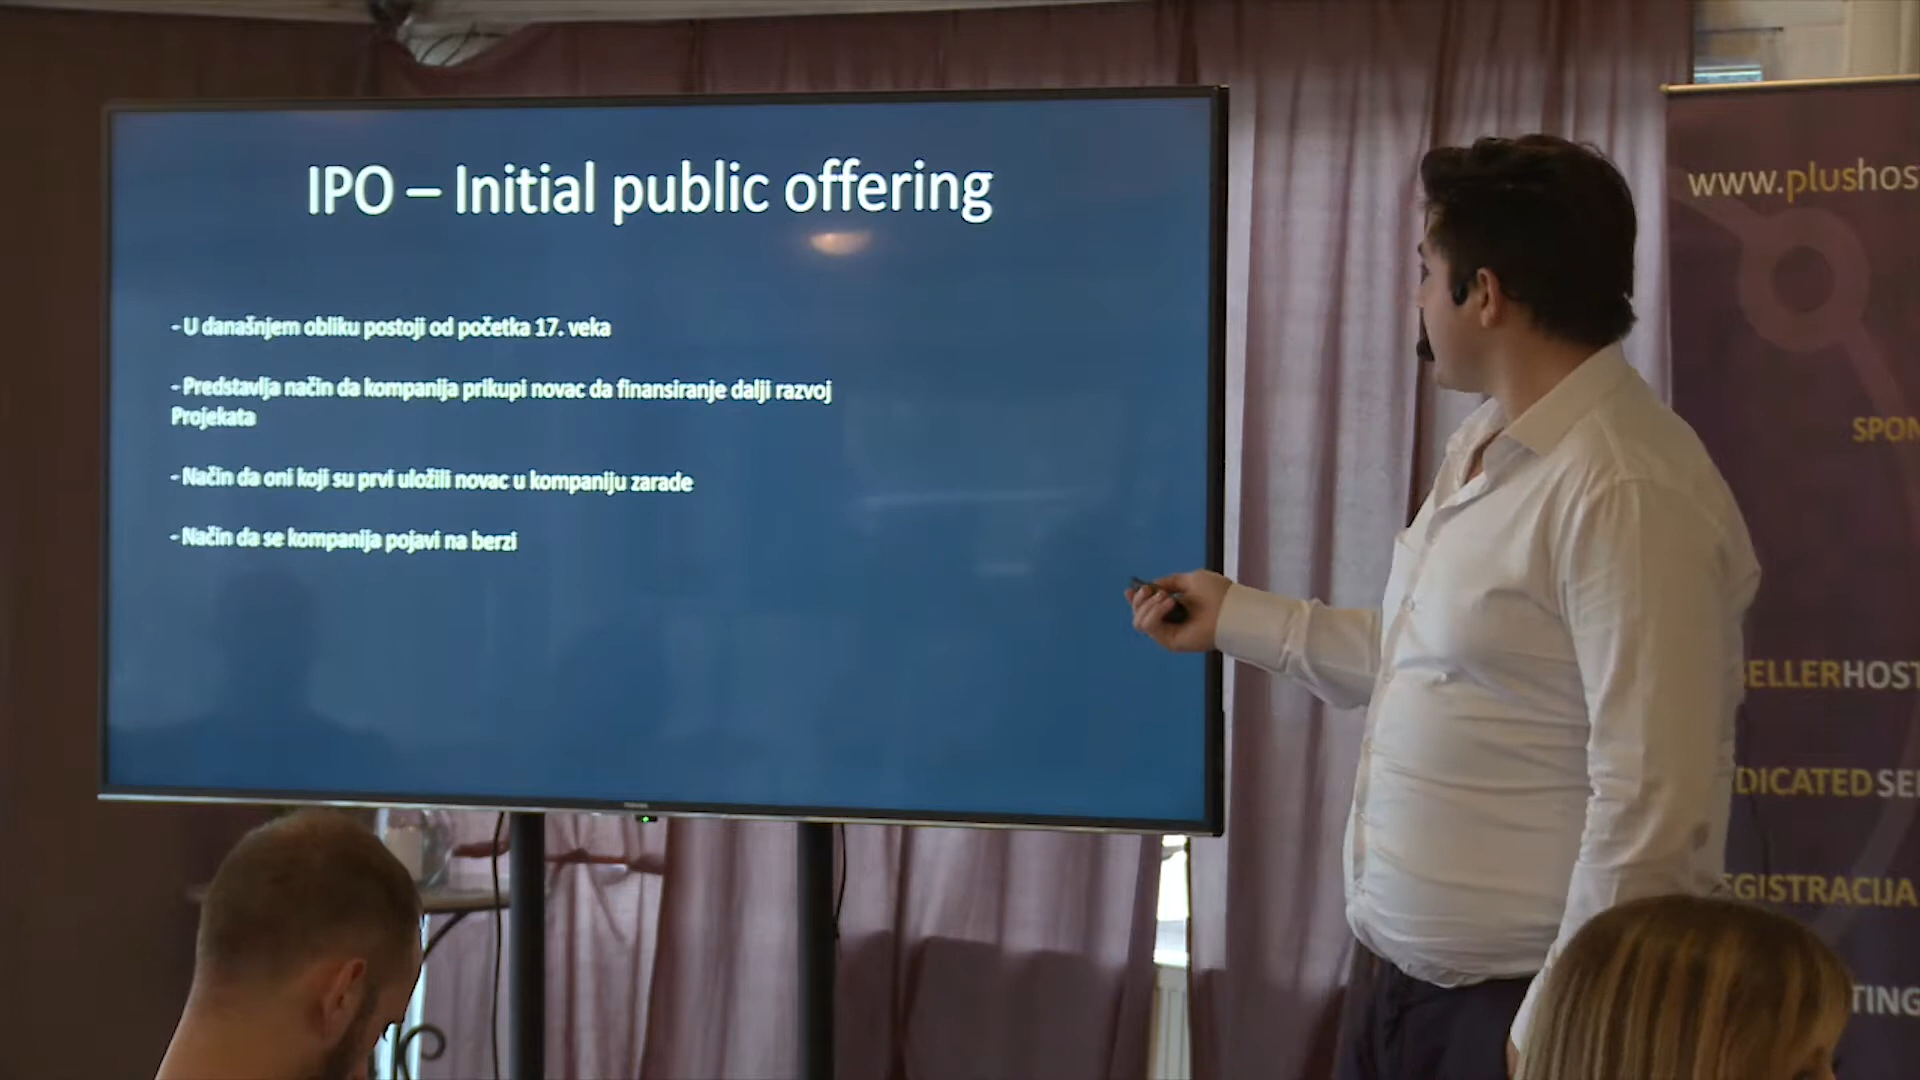 IPO – Initial public offering
- U današnjem obliku postoji od početka 17. veka
- Predstavlja način da kompanija prikupi novac da finansiranje dalji razvoj
Projekata
- Način da oni koji su prvi uložili novac u kompaniju zarade
- Način da se kompanija pojavi na berzi
www.plushos
SPON
SELLERHOST
DICATED SE
EGISTRACIJA
TING